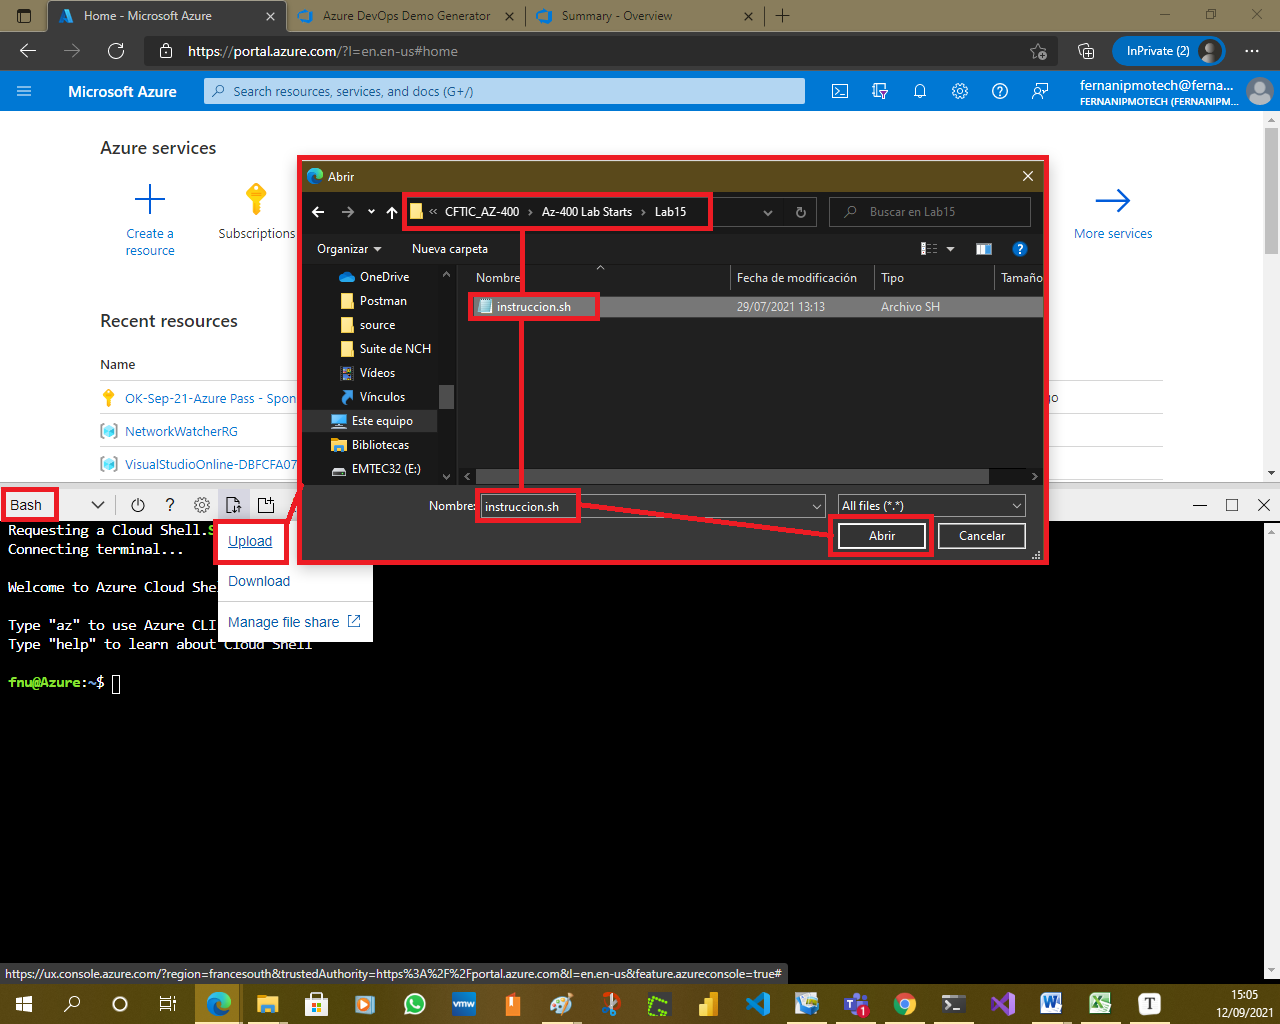 Home - Microsoft Azure
Azure DevOps Demo Generator
Summary - Overview
https://portal.azure.com/?l=en.en-us#home
InPrivate (2)
Microsoft Azure
Search resources, services, and docs (G+/)
fernanipmotech@ferna...
FERNANIPMOTECH (FERNANIPM...
Azure services
Create a resource
Subscriptions
More services
Recent resources
Name
OK-Sep-21-Azure Pass - Spon
NetworkWatcherRG
VisualStudioOnline-DBFCFA07
go
Abrir
CFTIC_AZ-400 > Az-400 Lab Starts > Lab15
Buscar en Lab15
Organizar
Nueva carpeta
OneDrive
Postman
source
Suite de NCH
Vídeos
Vínculos
Este equipo
Bibliotecas
EMTEC32 (E:)
Nombre
Fecha de modificación
Tipo
Tamaño
instruccion.sh
29/07/2021 13:13
Archivo SH
Nombre:
instruccion.sh
All files (*.*)
Abrir
Cancelar
Bash
Upload
Download
Manage file share
Requesting a Cloud Shell.S
Connecting terminal...
Welcome to Azure Cloud She
Type "az" to use Azure CLI
Type "help" to learn about Cloud Shell
fnu@Azure:~$
https://ux.console.azure.com/?region=francesouth&trustedAuthority=https%3A%2F%2Fportal.azure.com&l=en.en-us&feature.azureconsole=true#
vmw
1
T
15:05
12/09/2021